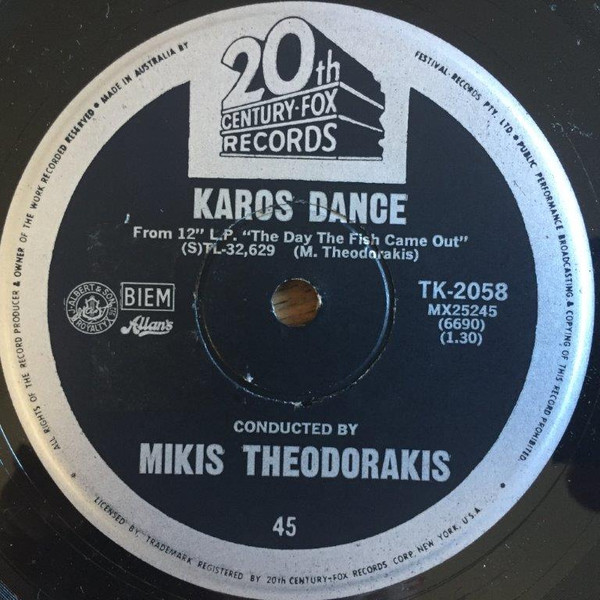 20th
CENTURY-FOX
RECORDS
KAROS DANCE
From 12" L.P. "The Day The Fish Came Out"
(S)TL-32,629 (M. Theodorakis)
ALBERT & SON
ROYALTY
BIEM
Allan's
TK-2058
MX25245
(6690)
(1.30)
CONDUCTED BY
MIKIS THEODORAKIS
45
ALL RIGHTS OF THE RECORD PRODUCER & OWNER OF THE WORK RECORDED RESERVED • MADE IN AUSTRALIA BY
FESTIVAL RECORDS PTY. LTD. • PUBLIC PERFORMANCE BROADCASTING & COPYING OF THIS RECORD PROHIBITED.
LICENSED BY, TRADEMARK REGISTERED BY 20th CENTURY-FOX RECORDS CORP. NEW YORK, U.S.A.